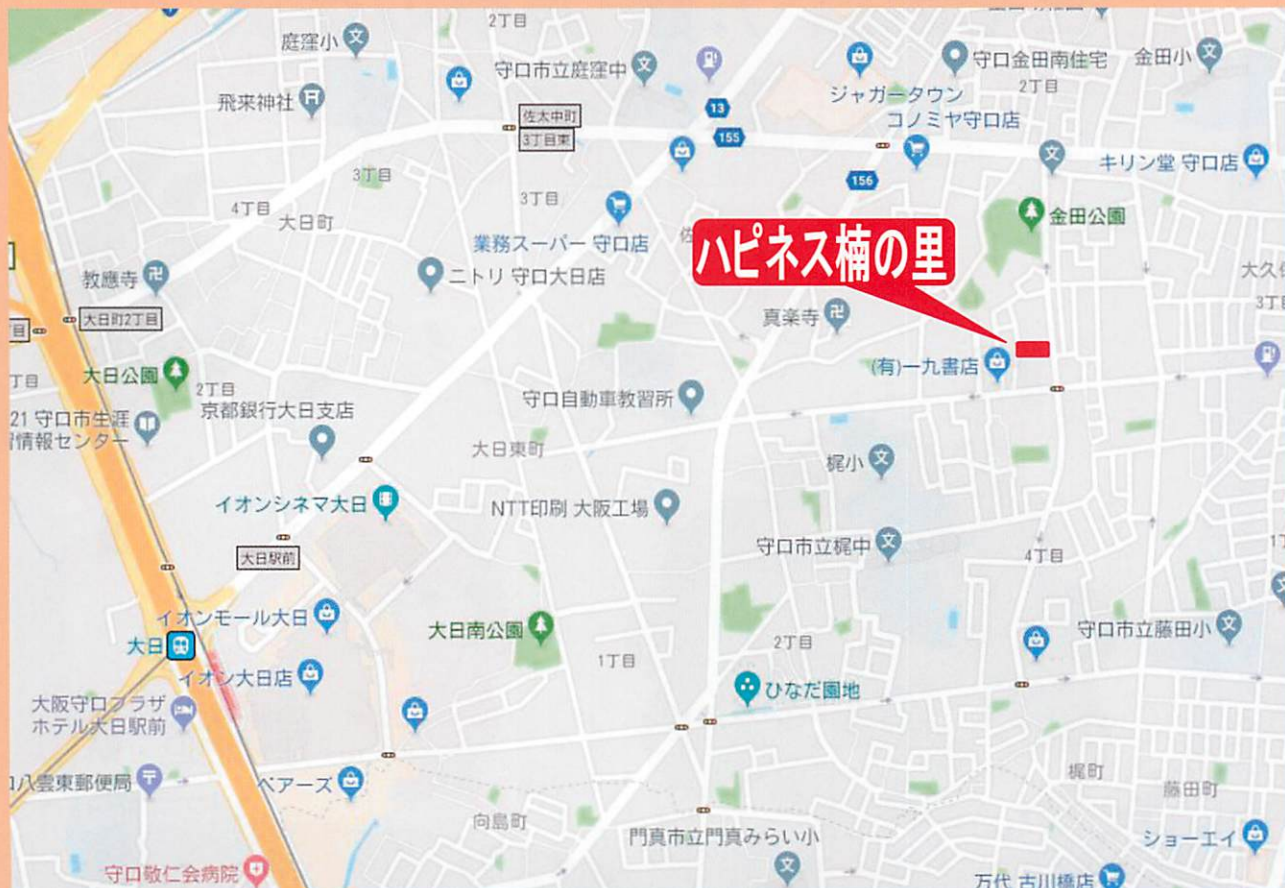 2丁目
庭窪小
守口市立庭窪中
守口金田南住宅
金田小
2丁目
飛来神社
ジャガータウン
コノミヤ守口店
13
佐太中町
3丁目東
155
キリン堂 守口店
3丁目
156
3丁目
4丁目
大日町
金田公園
業務スーパー 守口店
ハピネス楠の里
教應寺
ニトリ 守口大日店
3丁目
大日町2丁目
真楽寺
丁目
(有)一九書店
大日公園
2丁目
守口自動車教習所
京都銀行大日支店
21 守口市生涯
情報センター
大日東町
梶小
イオンシネマ大日
NTT印刷 大阪工場
守口市立梶中
大日駅前
4丁目
イオンモール大日
大日南公園
守口市立藤田小
大日
2丁目
1丁目
イオン大日店
ひなだ園地
大阪守口プラザ
ホテル大日駅前
口八雲東郵便局
ベアーズ
梶町
藤田町
向島町
門真市立門真みらい小
ショーエイ
守口敬仁会病院
万代 古川橋店